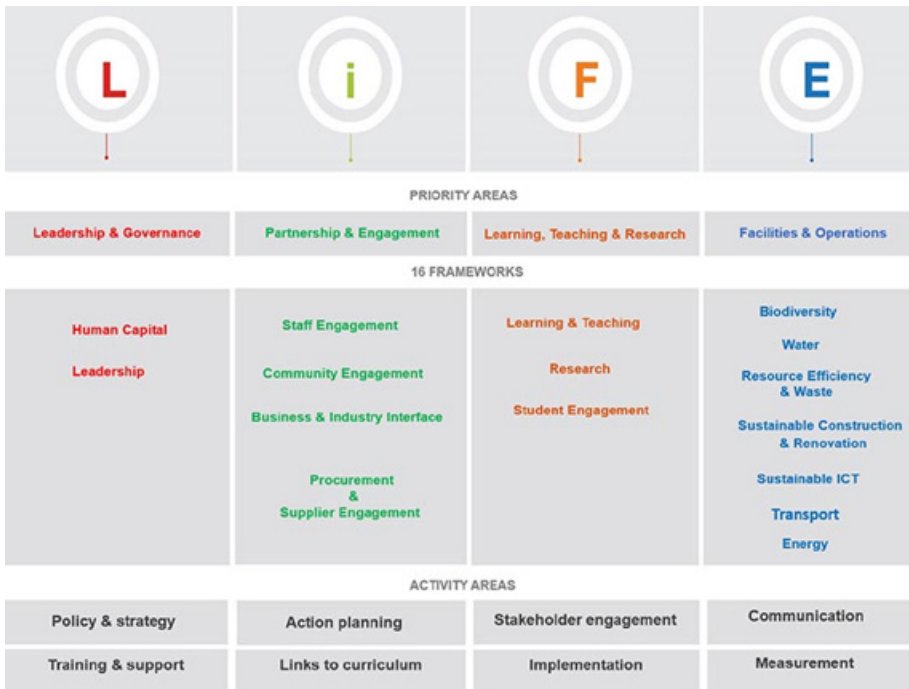 L
i
F
E
PRIORITY AREAS
Leadership & Governance
Partnership & Engagement
Learning, Teaching & Research
Facilities & Operations
16 FRAMEWORKS
Human Capital
Leadership
Staff Engagement
Community Engagement
Business & Industry Interface
Procurement
&
Supplier Engagement
Learning & Teaching
Research
Student Engagement
Biodiversity
Water
Resource Efficiency
& Waste
Sustainable Construction
& Renovation
Sustainable ICT
Transport
Energy
ACTIVITY AREAS
Policy & strategy
Action planning
Stakeholder engagement
Communication
Training & support
Links to curriculum
Implementation
Measurement